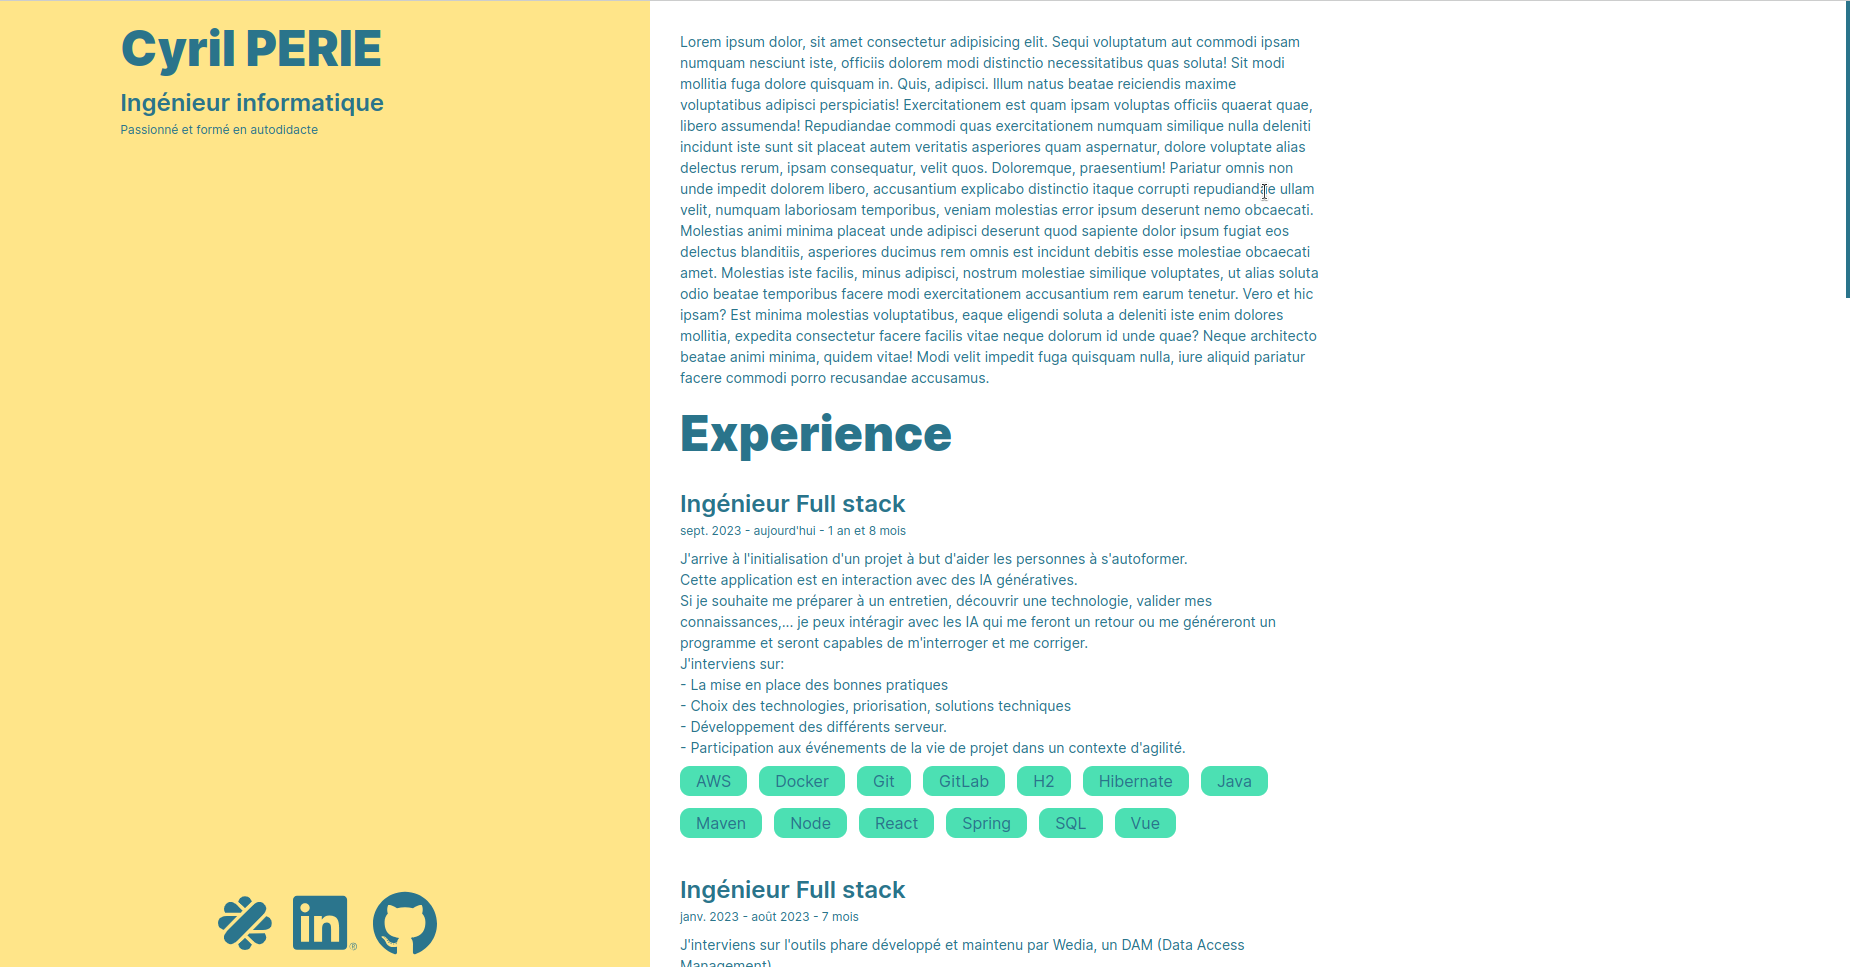 Cyril PERIE
Ingénieur informatique
Passionné et formé en autodidacte
Lorem ipsum dolor, sit amet consectetur adipisicing elit. Sequi voluptatum aut commodi ipsam
numquam nesciunt iste, officiis dolorem modi distinctio necessitatibus quas soluta! Sit modi
mollitia fuga dolore quisquam in. Quis, adipisci. Illum natus beatae reiciendis maxime
voluptatibus adipisci perspiciatis! Exercitationem est quam ipsam voluptas officiis quaerat quae,
libero assumenda! Repudiandae commodi quas exercitationem numquam similique nulla deleniti
incidunt iste sunt sit placeat autem veritatis asperiores quam aspernatur, dolore voluptate alias
delectus rerum, ipsam consequatur, velit quos. Doloremque, praesentium! Pariatur omnis non
unde impedit dolorem libero, accusantium explicabo distinctio itaque corrupti repudiandae ullam
velit, numquam laboriosam temporibus, veniam molestias error ipsum deserunt nemo obcaecati.
Molestias animi minima placeat unde adipisci deserunt quod sapiente dolor ipsum fugiat eos
delectus blanditiis, asperiores ducimus rem omnis est incidunt debitis esse molestiae obcaecati
amet. Molestias iste facilis, minus adipisci, nostrum molestiae similique voluptates, ut alias soluta
odio beatae temporibus facere modi exercitationem accusantium rem earum tenetur. Vero et hic
ipsam? Est minima molestias voluptatibus, eaque eligendi soluta a deleniti iste enim dolores
mollitia, expedita consectetur facere facilis vitae neque dolorum id unde quae? Neque architecto
beatae animi minima, quidem vitae! Modi velit impedit fuga quisquam nulla, iure aliquid pariatur
facere commodi porro recusandae accusamus.
Experience
Ingénieur Full stack
sept. 2023 - aujourd'hui - 1 an et 8 mois
J'arrive à l'initialisation d'un projet à but d'aider les personnes à s'autoformer.
Cette application est en interaction avec des IA génératives.
Si je souhaite me préparer à un entretien, découvrir une technologie, valider mes
connaissances,... je peux intéragir avec les IA qui me feront un retour ou me généreront un
programme et seront capables de m'interroger et me corriger.
J'interviens sur:
- La mise en place des bonnes pratiques
- Choix des technologies, priorisation, solutions techniques
- Développement des différents serveur.
- Participation aux événements de la vie de projet dans un contexte d'agilité.
AWS Docker Git GitLab H2 Hibernate Java
Maven Node React Spring SQL Vue
Ingénieur Full stack
janv. 2023 - août 2023 - 7 mois
J'interviens sur l'outils phare développé et maintenu par Wedia, un DAM (Data Access
Management)
in ®